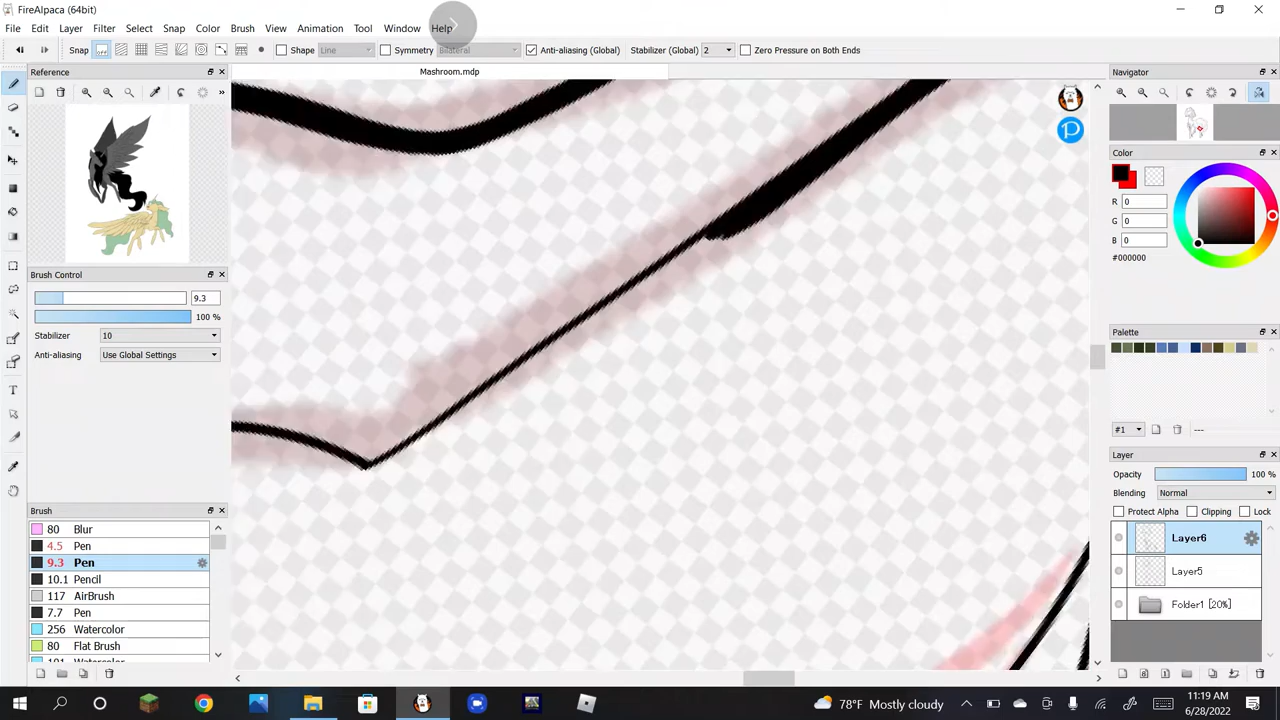 FireAlpaca (64bit)
File Edit Layer Filter Select Snap Color Brush View Animation Tool Window Help
Snap Shape Line Symmetry Bilateral Anti-aliasing (Global) Stabilizer (Global) 2 Zero Pressure on Both Ends
Reference
Mashroom.mdp
Navigator
Color
R 0
G 0
B 0
#000000
Brush Control
9.3
100 %
Stabilizer 10
Anti-aliasing Use Global Settings
Palette
#1 ---
Layer
Opacity 100 %
Blending Normal
Protect Alpha Clipping Lock
Layer6
Layer5
Folder1 [20%]
Brush
80 Blur
4.5 Pen
9.3 Pen
10.1 Pencil
117 AirBrush
7.7 Pen
256 Watercolor
80 Flat Brush
78°F Mostly cloudy
11:19 AM
6/28/2022